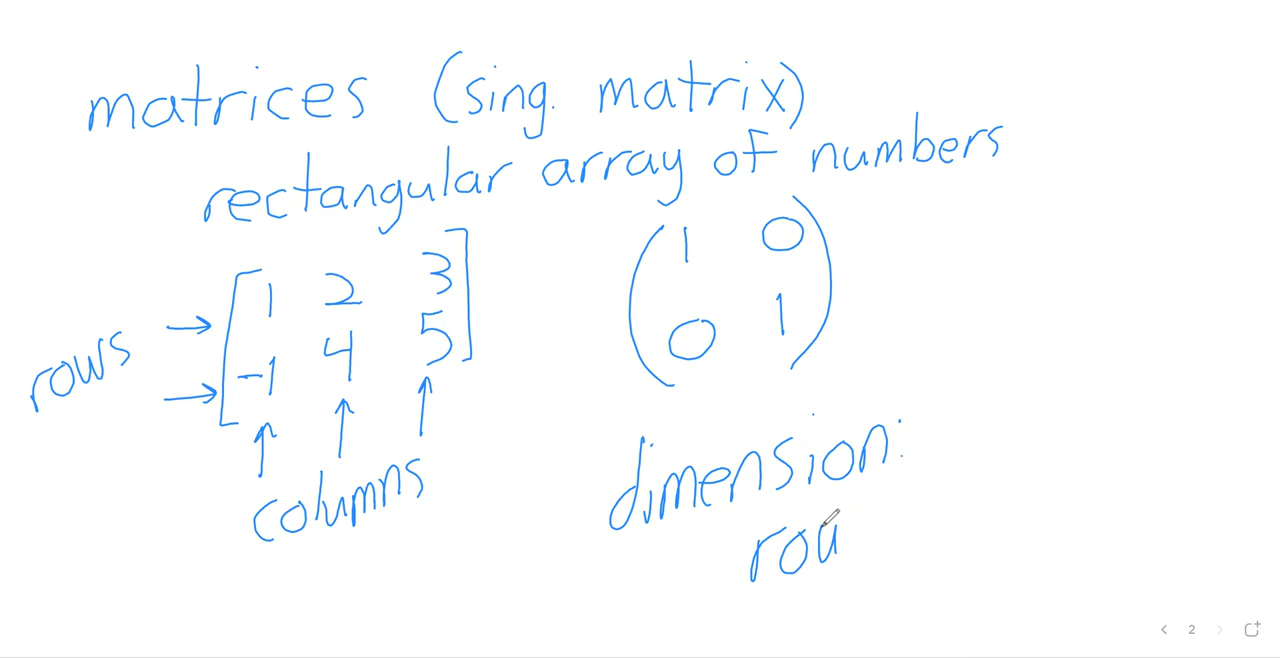 matrices (sing. matrix)
rectangular array of numbers
[1 2 3
-1 4 5]
(1 0
0 1)
rows → →
↑ ↑ ↑
columns
dimension: